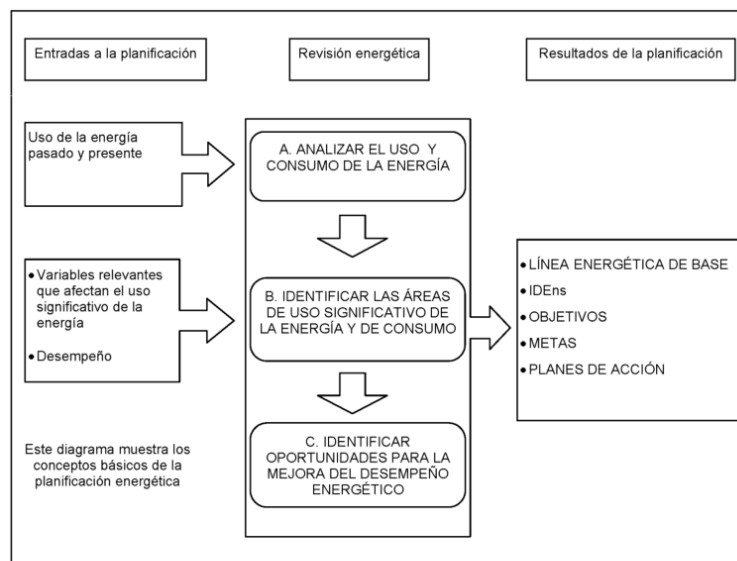 Entradas a la planificación
Revisión energética
Resultados de la planificación
Uso de la energía
pasado y presente
A. ANALIZAR EL USO Y
CONSUMO DE LA ENERGÍA
• Variables relevantes
que afectan el uso
significativo de la
energía
• Desempeño
B. IDENTIFICAR LAS ÁREAS
DE USO SIGNIFICATIVO DE
LA ENERGÍA Y DE CONSUMO
• LÍNEA ENERGÉTICA DE BASE
• IDEns
• OBJETIVOS
• METAS
• PLANES DE ACCIÓN
C. IDENTIFICAR
OPORTUNIDADES PARA LA
MEJORA DEL DESEMPEÑO
ENERGÉTICO
Este diagrama muestra los
conceptos básicos de la
planificación energética